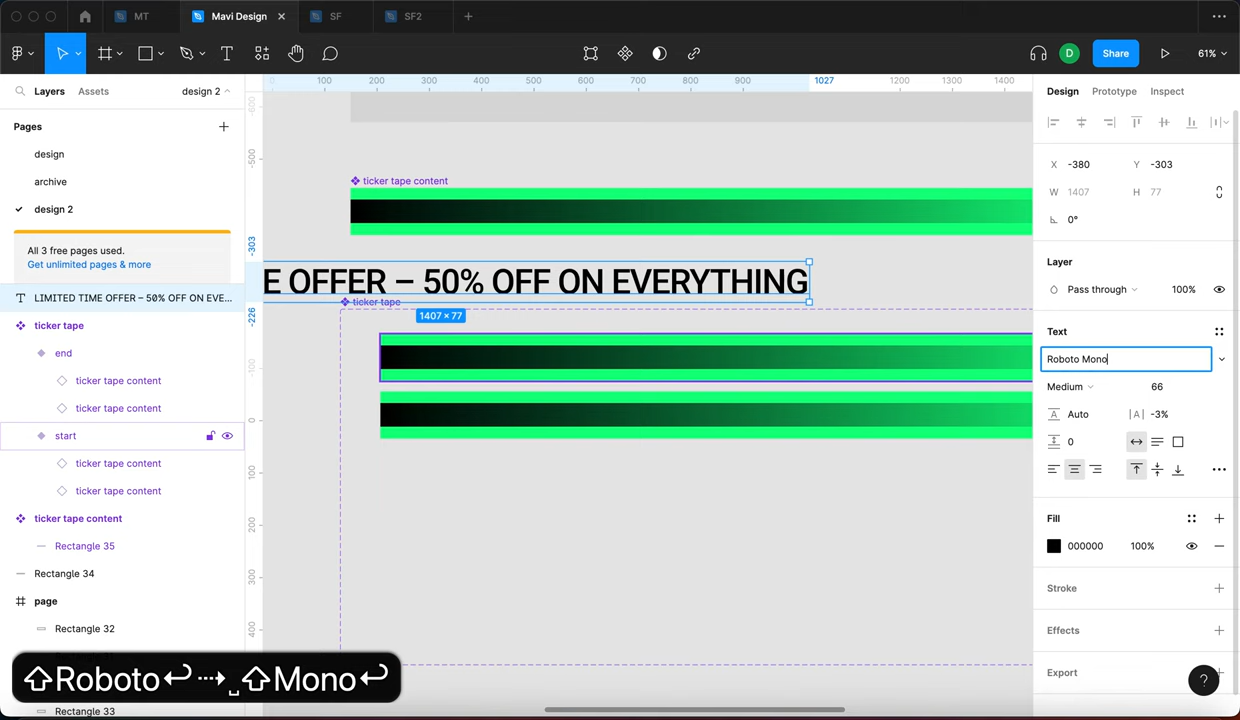 MT
Mavi Design
SF
SF2
D
Share
61%
Layers
Assets
design 2
Pages
design
archive
design 2
All 3 free pages used.
Get unlimited pages & more
LIMITED TIME OFFER – 50% OFF ON EVE...
ticker tape
end
ticker tape content
ticker tape content
start
ticker tape content
ticker tape content
ticker tape content
Rectangle 35
Rectangle 34
page
Rectangle 32
Rectangle 33
0
100
200
300
400
500
600
700
800
900
1027
1200
1300
1400
-600
-500
-303
-226
-100
0
100
200
300
400
ticker tape content
E OFFER – 50% OFF ON EVERYTHING
ticker tape
1407 × 77
Design
Prototype
Inspect
X -380
Y -303
W 1407
H 77
0°
Layer
Pass through
100%
Text
Roboto Mono
Medium
66
A Auto
|A| -3%
0
Fill
000000
100%
Stroke
Effects
Export
?
⇧Roboto↩⇢␣⇧Mono↩